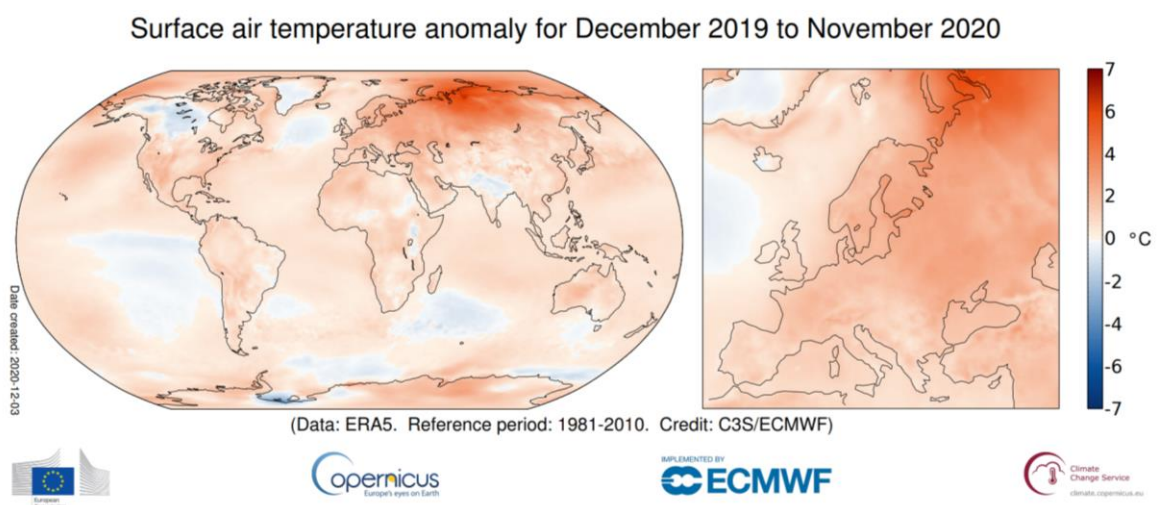 Surface air temperature anomaly for December 2019 to November 2020
7
6
4
2
0 °C
-2
-4
-6
-7
Date created: 2020-12-03
(Data: ERA5. Reference period: 1981-2010. Credit: C3S/ECMWF)
European
opernicus
Europe's eyes on Earth
IMPLEMENTED BY
ECMWF
Climate
Change Service
climate.copernicus.eu